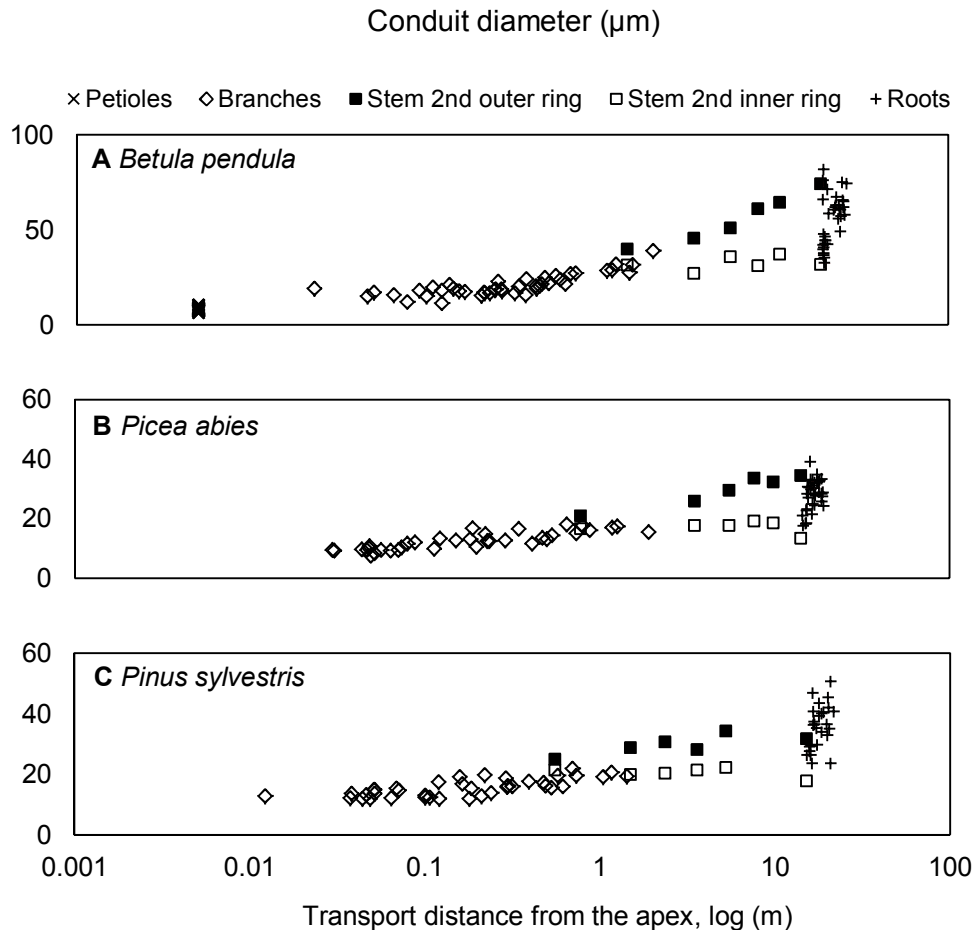 Conduit diameter (µm)
× Petioles ◇ Branches ■ Stem 2nd outer ring □ Stem 2nd inner ring + Roots
100
A Betula pendula
50
0
60
B Picea abies
40
20
0
60
C Pinus sylvestris
40
20
0
0.001 0.01 0.1 1 10 100
Transport distance from the apex, log (m)